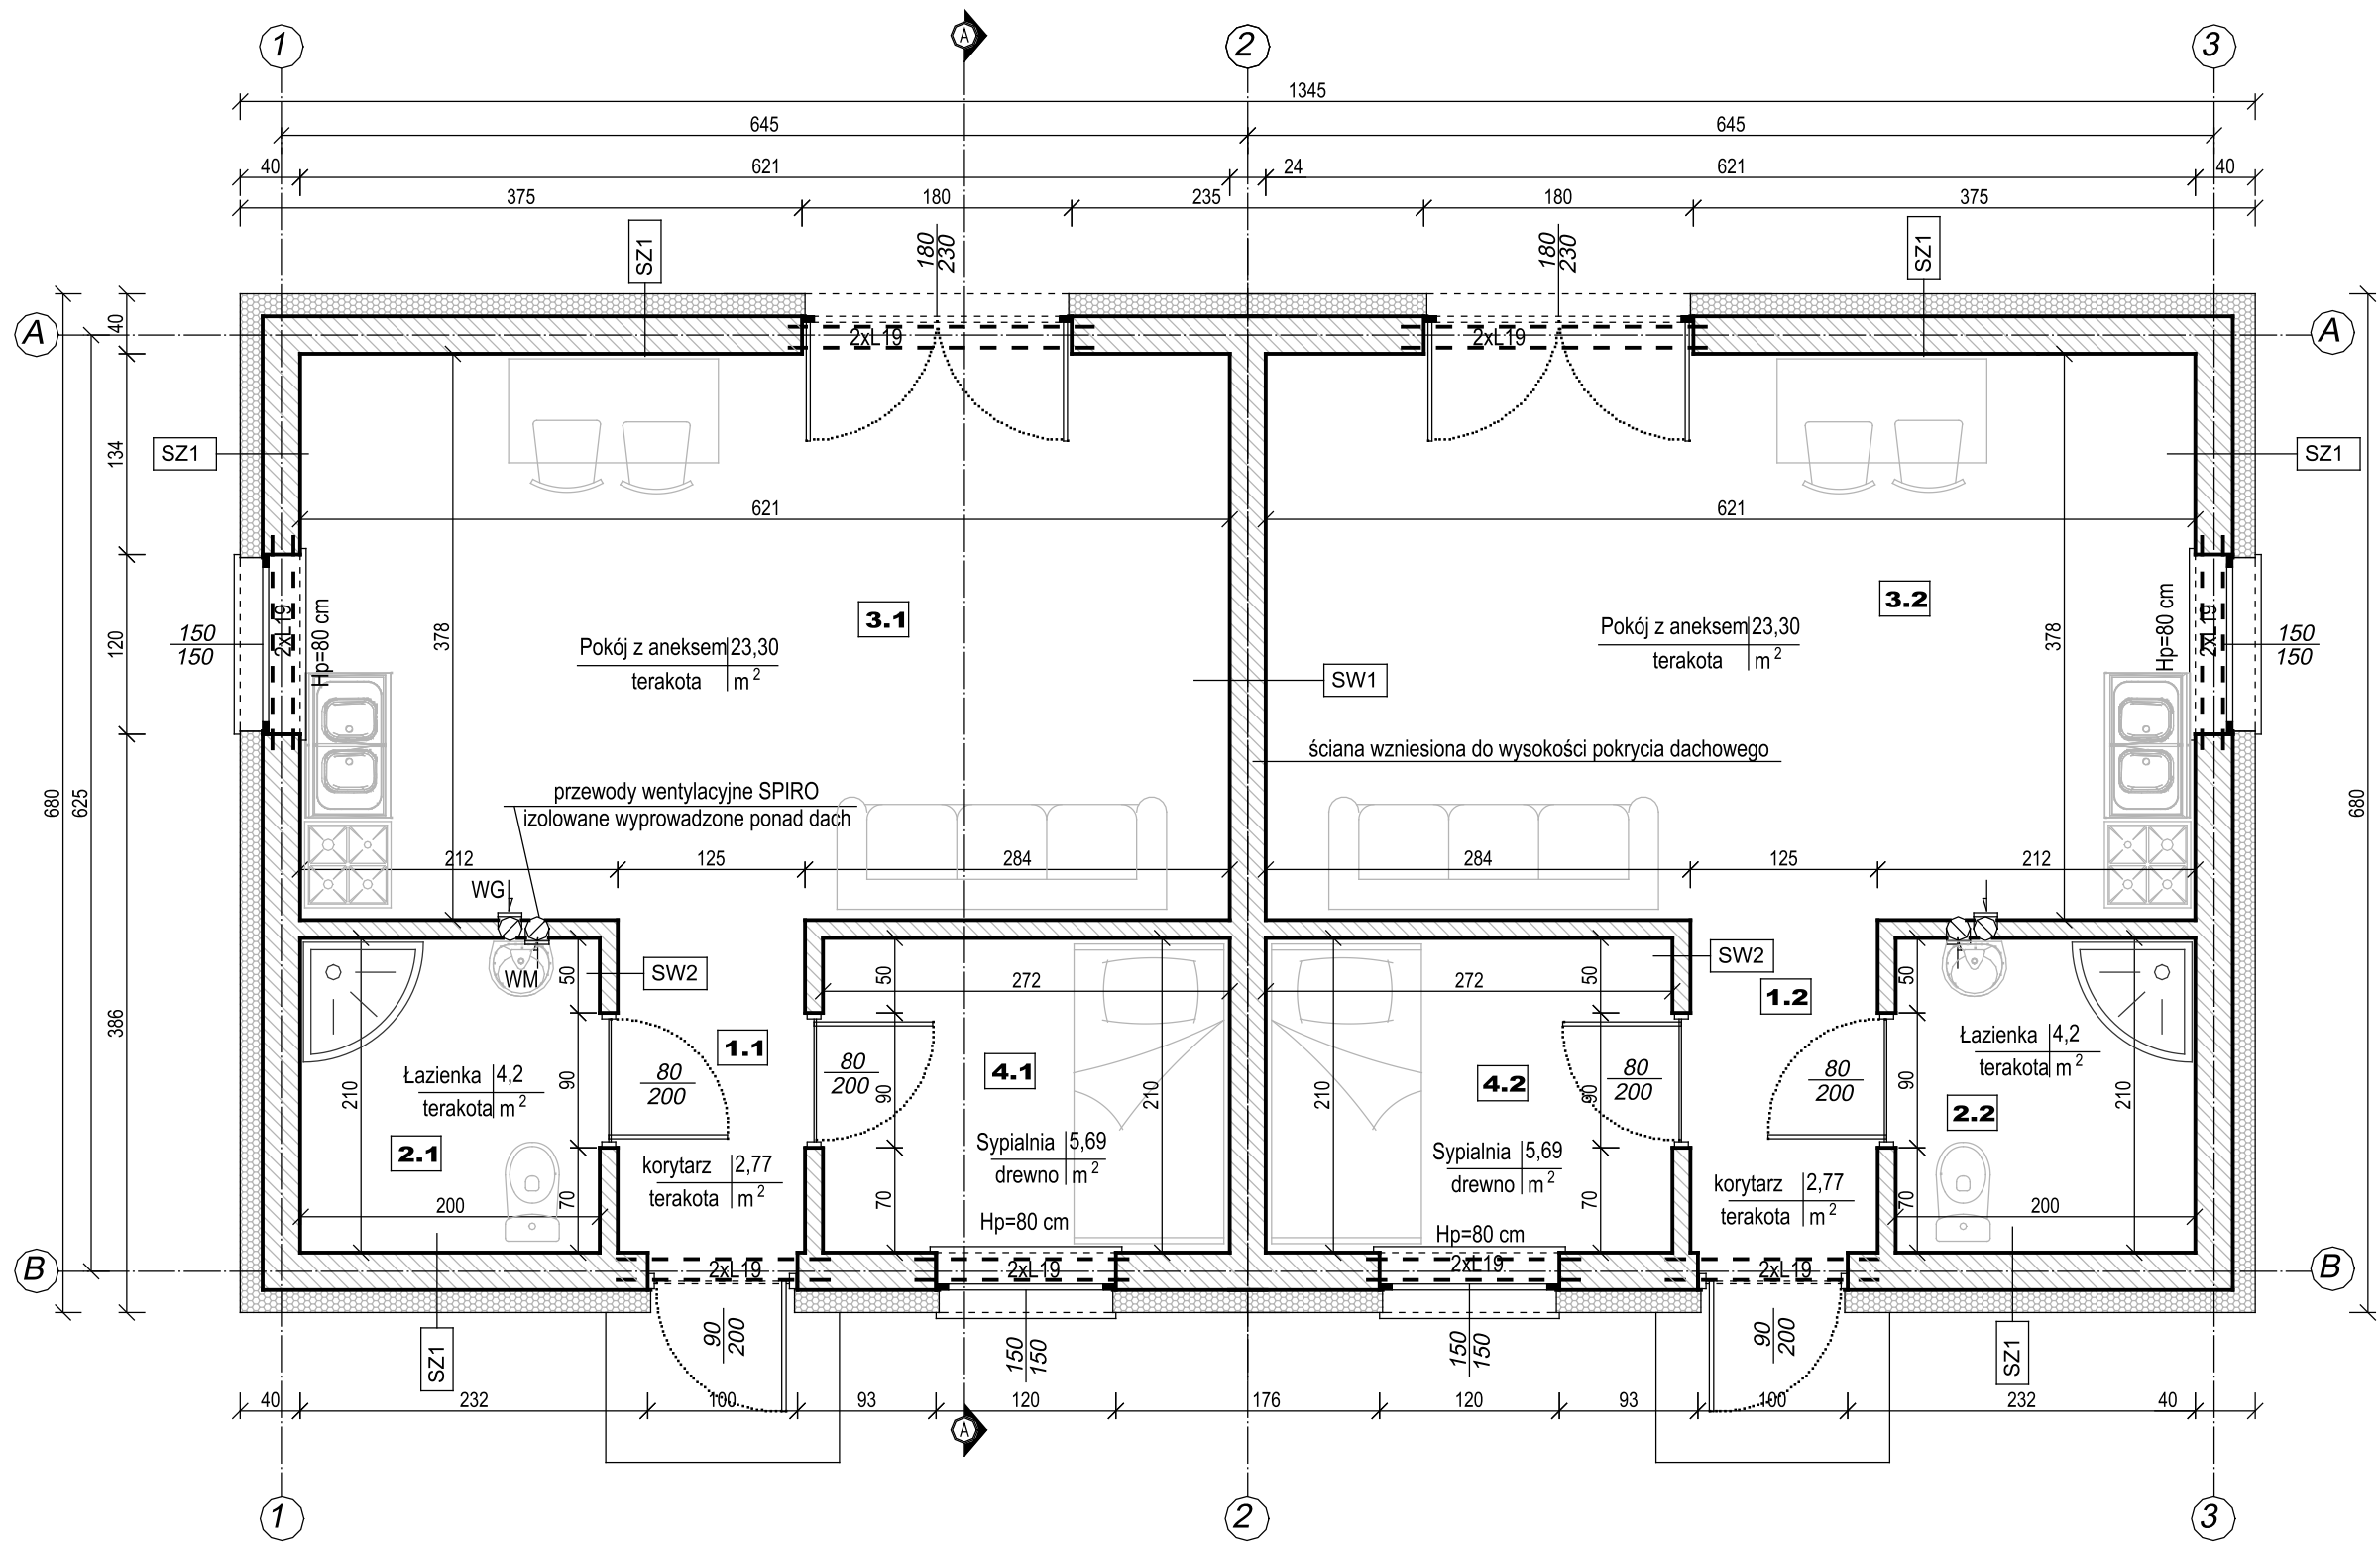 1
A
2
3
1345
645
645
40
621
24
621
40
375
180
235
180
375
SZ1
180
230
180
230
SZ1
A
40
2xL19
2xL19
A
134
SZ1
SZ1
621
621
3.1
3.2
150
150
120
2xL19
Hp=80 cm
378
Pokój z aneksem 23,30
terakota m2
Pokój z aneksem 23,30
terakota m2
378
Hp=80 cm
2xL19
150
150
SW1
ściana wzniesiona do wysokości pokrycia dachowego
680
625
680
przewody wentylacyjne SPIRO
izolowane wyprowadzone ponad dach
212
125
284
284
125
212
WG
WM
50
SW2
50
272
272
50
SW2
1.2
50
386
1.1
Łazienka 4,2
terakota m2
210
90
80
200
80
200
90
4.1
210
210
4.2
90
80
200
80
200
90
Łazienka 4,2
terakota m2
2.2
210
2.1
Sypialnia 5,69
drewno m2
Sypialnia 5,69
drewno m2
korytarz 2,77
terakota m2
korytarz 2,77
terakota m2
200
70
70
Hp=80 cm
Hp=80 cm
70
70
200
B
2xL19
2xL19
2xL19
2xL19
B
SZ1
90
200
150
150
150
150
90
200
SZ1
40
232
100
93
120
176
120
93
100
232
40
A
1
2
3